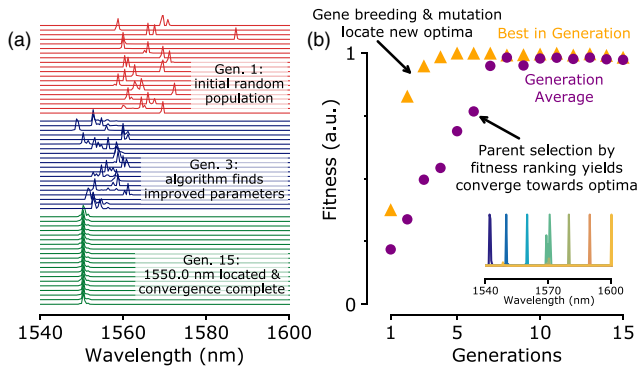 (a)
Gen. 1:
initial random
population
Gen. 3:
algorithm finds
improved parameters
Gen. 15:
1550.0 nm located &
convergence complete
1540
1560
1580
1600
Wavelength (nm)
(b)
Gene breeding & mutation
locate new optima
Best in Generation
Generation
Average
Parent selection by
fitness ranking yields
converge towards optima
1
0
Fitness (a.u.)
1540
1570
1600
Wavelength (nm)
1
5
10
15
Generations